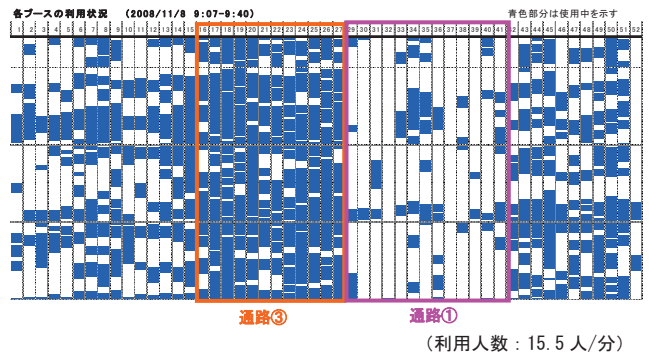 各ブースの利用状況 (2008/11/8 9:07-9:40) 青色部分は使用中を示す
1 2 3 4 5 6 7 8 9 10 11 12 13 14 15 16 17 18 19 20 21 22 23 24 25 26 27 29 30 31 32 33 34 35 36 37 38 39 40 41 42 43 44 45 46 47 48 49 50 51 52
通路③ 通路①
(利用人数:15.5人/分)